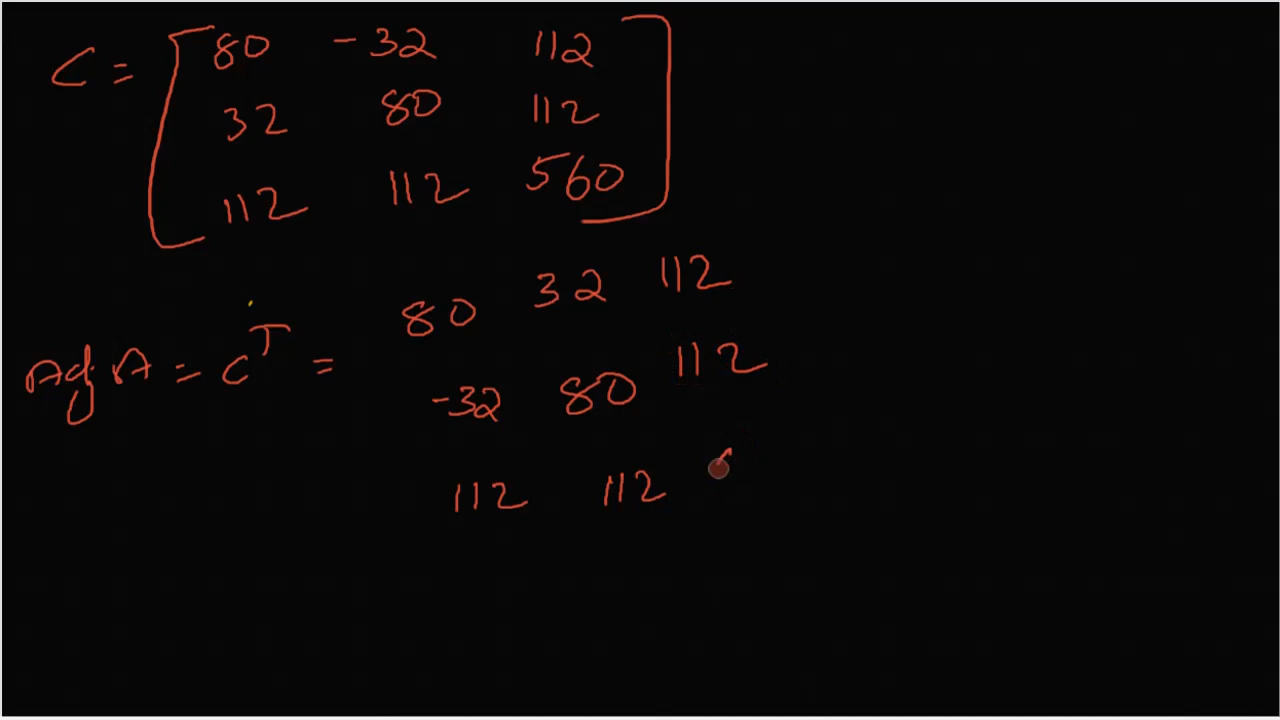 C = [ 80 -32 112
32 80 112
112 112 560 ]
80 32 112
Adj A = C^T =
-32 80 112
112 112